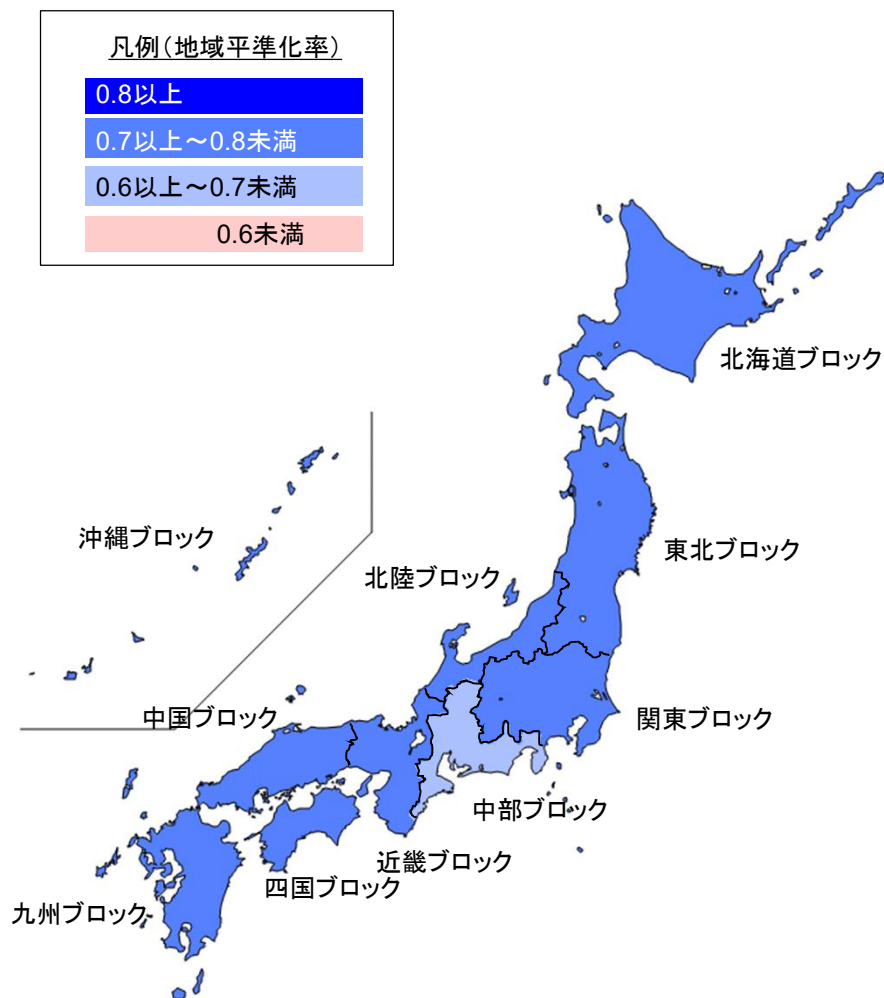 凡例（地域平準化率）
0.8以上
0.7以上～0.8未満
0.6以上～0.7未満
0.6未満
北海道ブロック
東北ブロック
沖縄ブロック
北陸ブロック
中国ブロック
関東ブロック
中部ブロック
近畿ブロック
四国ブロック
九州ブロック